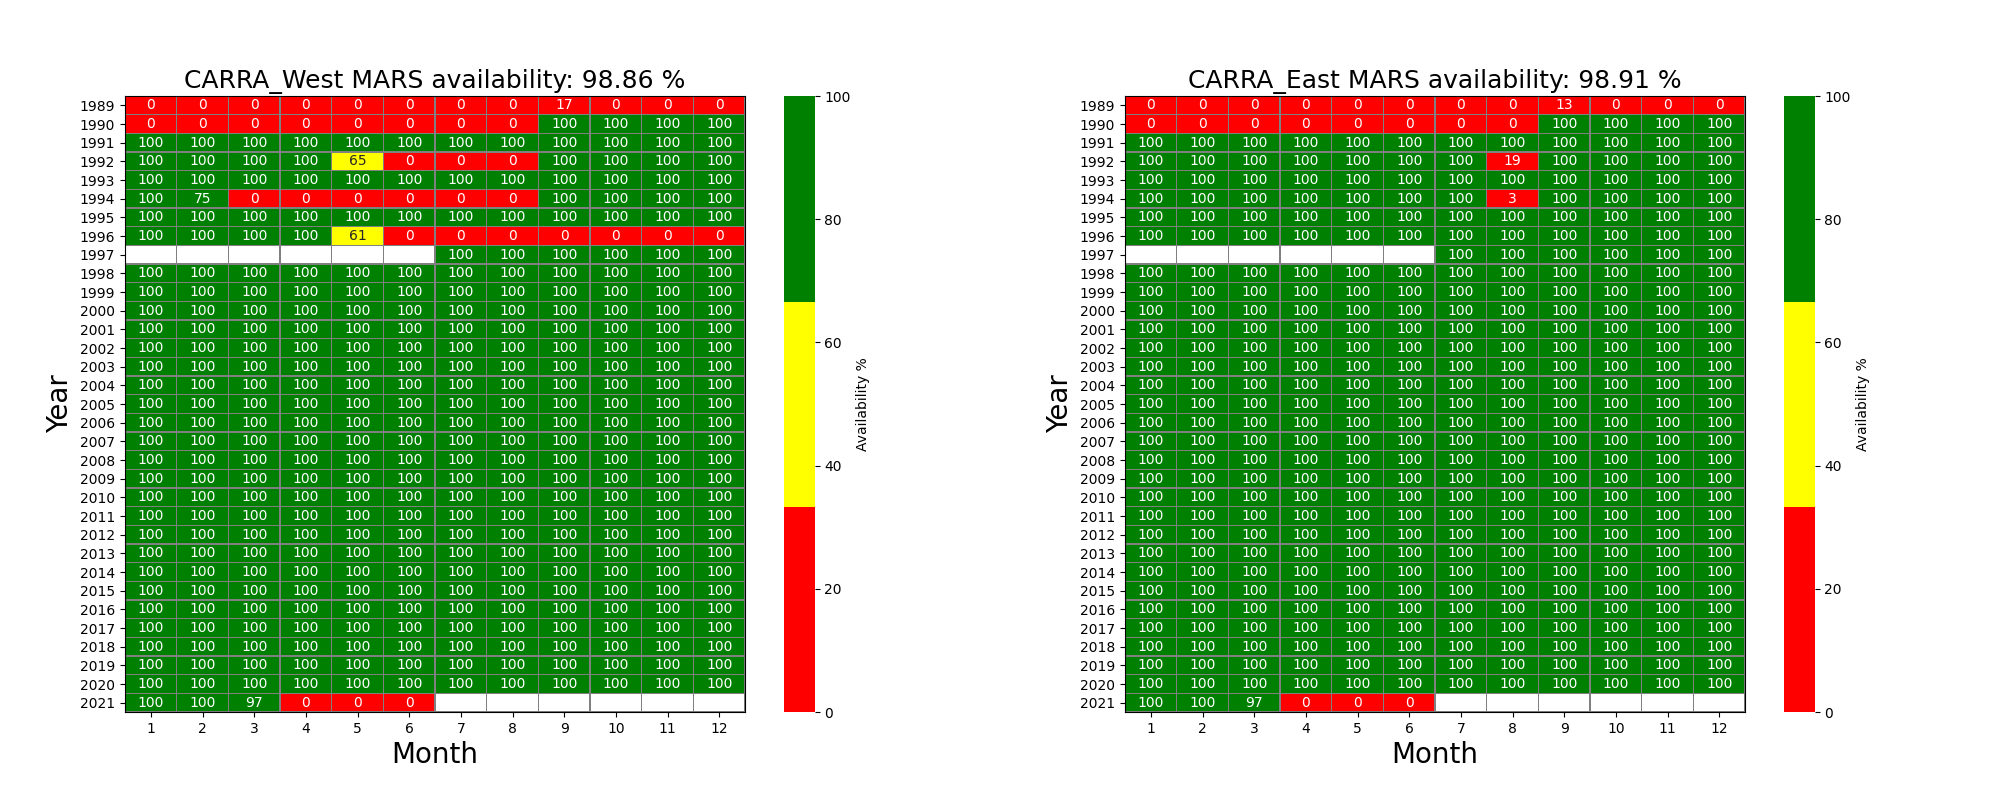 CARRA_West MARS availability: 98.86 %
1989 0 0 0 0 0 0 0 0 17 0 0 0
1990 0 0 0 0 0 0 0 0 100 100 100 100
1991 100 100 100 100 100 100 100 100 100 100 100 100
1992 100 100 100 100 65 0 0 0 100 100 100 100
1993 100 100 100 100 100 100 100 100 100 100 100 100
1994 100 75 0 0 0 0 0 0 100 100 100 100
1995 100 100 100 100 100 100 100 100 100 100 100 100
1996 100 100 100 100 61 0 0 0 0 0 0 0
1997 100 100 100 100 100 100
1998 100 100 100 100 100 100 100 100 100 100 100 100
1999 100 100 100 100 100 100 100 100 100 100 100 100
2000 100 100 100 100 100 100 100 100 100 100 100 100
2001 100 100 100 100 100 100 100 100 100 100 100 100
2002 100 100 100 100 100 100 100 100 100 100 100 100
2003 100 100 100 100 100 100 100 100 100 100 100 100
2004 100 100 100 100 100 100 100 100 100 100 100 100
2005 100 100 100 100 100 100 100 100 100 100 100 100
2006 100 100 100 100 100 100 100 100 100 100 100 100
2007 100 100 100 100 100 100 100 100 100 100 100 100
2008 100 100 100 100 100 100 100 100 100 100 100 100
2009 100 100 100 100 100 100 100 100 100 100 100 100
2010 100 100 100 100 100 100 100 100 100 100 100 100
2011 100 100 100 100 100 100 100 100 100 100 100 100
2012 100 100 100 100 100 100 100 100 100 100 100 100
2013 100 100 100 100 100 100 100 100 100 100 100 100
2014 100 100 100 100 100 100 100 100 100 100 100 100
2015 100 100 100 100 100 100 100 100 100 100 100 100
2016 100 100 100 100 100 100 100 100 100 100 100 100
2017 100 100 100 100 100 100 100 100 100 100 100 100
2018 100 100 100 100 100 100 100 100 100 100 100 100
2019 100 100 100 100 100 100 100 100 100 100 100 100
2020 100 100 100 100 100 100 100 100 100 100 100 100
2021 100 100 97 0 0 0
1 2 3 4 5 6 7 8 9 10 11 12
Month
Year
100
80
60
40
20
0
Availability %
CARRA_East MARS availability: 98.91 %
1989 0 0 0 0 0 0 0 0 13 0 0 0
1990 0 0 0 0 0 0 0 0 100 100 100 100
1991 100 100 100 100 100 100 100 100 100 100 100 100
1992 100 100 100 100 100 100 100 19 100 100 100 100
1993 100 100 100 100 100 100 100 100 100 100 100 100
1994 100 100 100 100 100 100 100 3 100 100 100 100
1995 100 100 100 100 100 100 100 100 100 100 100 100
1996 100 100 100 100 100 100 100 100 100 100 100 100
1997 100 100 100 100 100 100
1998 100 100 100 100 100 100 100 100 100 100 100 100
1999 100 100 100 100 100 100 100 100 100 100 100 100
2000 100 100 100 100 100 100 100 100 100 100 100 100
2001 100 100 100 100 100 100 100 100 100 100 100 100
2002 100 100 100 100 100 100 100 100 100 100 100 100
2003 100 100 100 100 100 100 100 100 100 100 100 100
2004 100 100 100 100 100 100 100 100 100 100 100 100
2005 100 100 100 100 100 100 100 100 100 100 100 100
2006 100 100 100 100 100 100 100 100 100 100 100 100
2007 100 100 100 100 100 100 100 100 100 100 100 100
2008 100 100 100 100 100 100 100 100 100 100 100 100
2009 100 100 100 100 100 100 100 100 100 100 100 100
2010 100 100 100 100 100 100 100 100 100 100 100 100
2011 100 100 100 100 100 100 100 100 100 100 100 100
2012 100 100 100 100 100 100 100 100 100 100 100 100
2013 100 100 100 100 100 100 100 100 100 100 100 100
2014 100 100 100 100 100 100 100 100 100 100 100 100
2015 100 100 100 100 100 100 100 100 100 100 100 100
2016 100 100 100 100 100 100 100 100 100 100 100 100
2017 100 100 100 100 100 100 100 100 100 100 100 100
2018 100 100 100 100 100 100 100 100 100 100 100 100
2019 100 100 100 100 100 100 100 100 100 100 100 100
2020 100 100 100 100 100 100 100 100 100 100 100 100
2021 100 100 97 0 0 0
1 2 3 4 5 6 7 8 9 10 11 12
Month
Year
100
80
60
40
20
0
Availability %